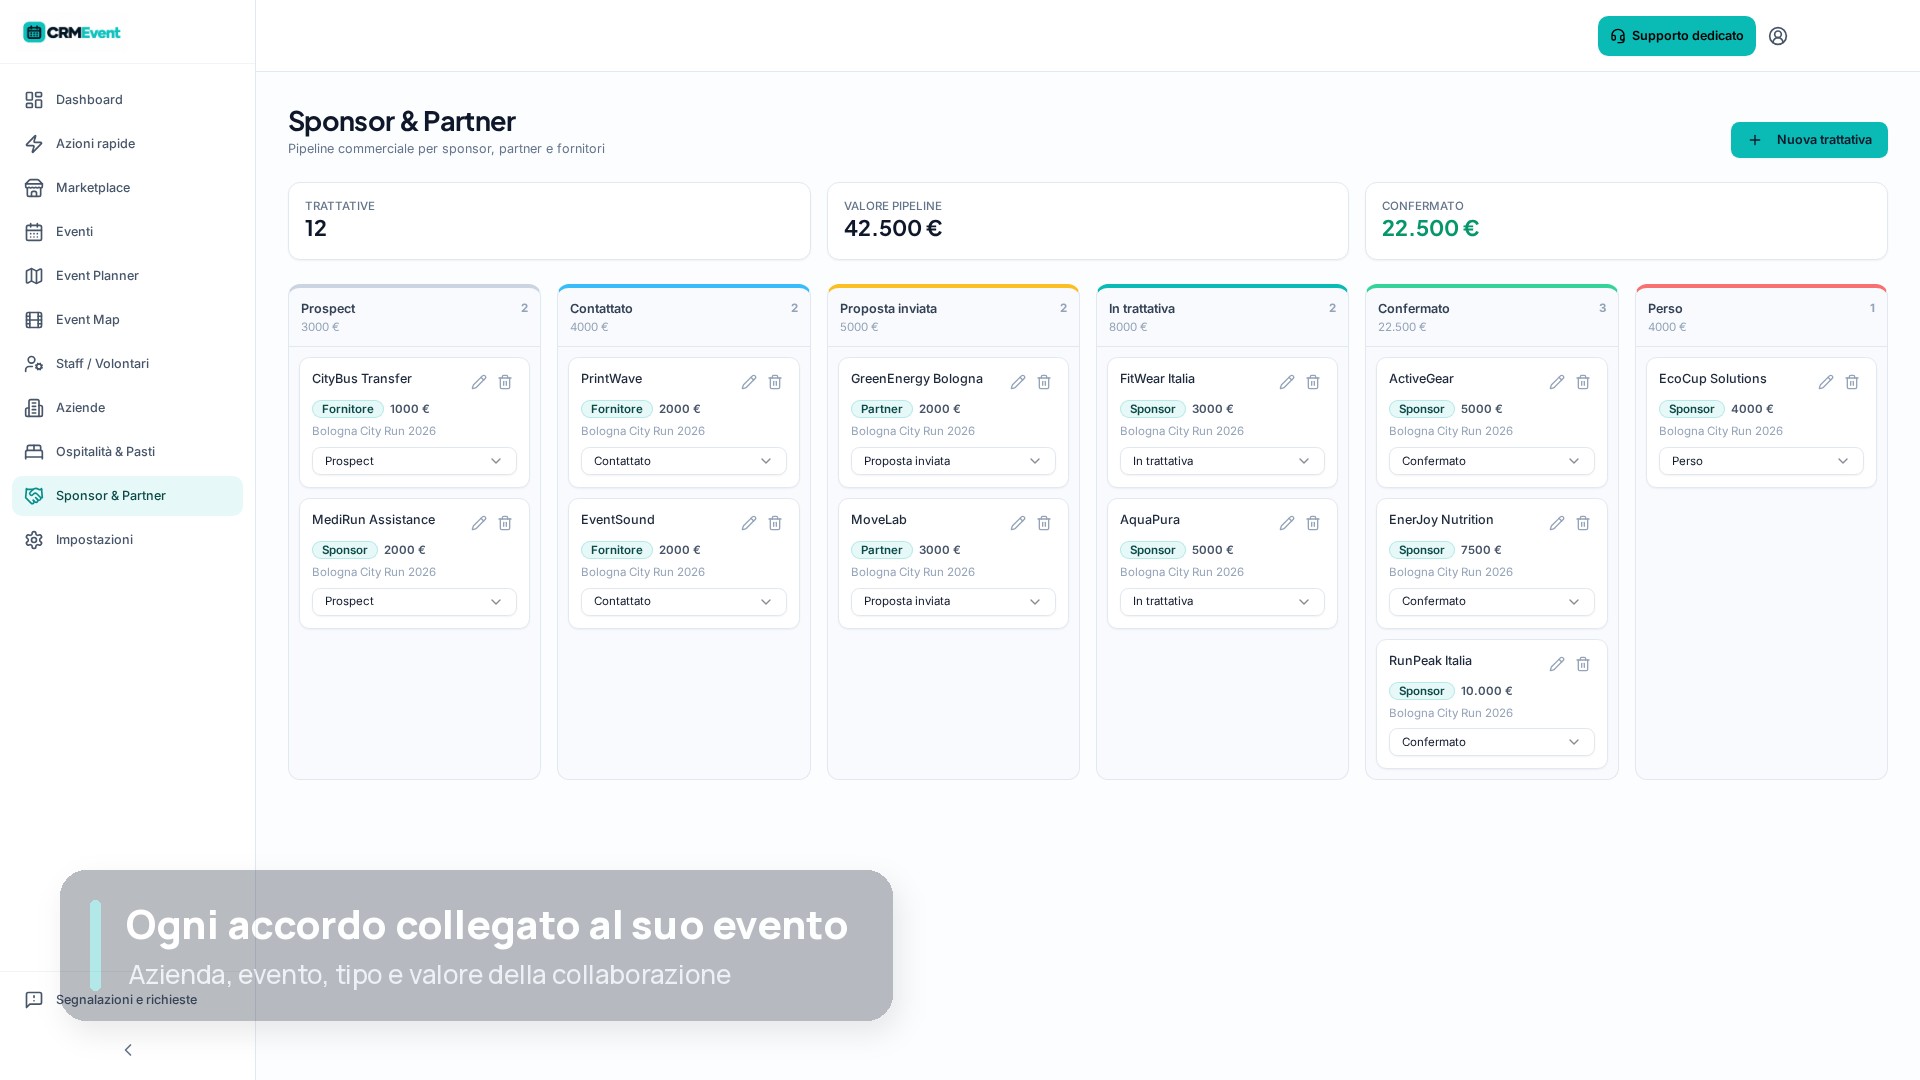 CRMEvent
Supporto dedicato
Dashboard
Azioni rapide
Marketplace
Eventi
Event Planner
Event Map
Staff / Volontari
Aziende
Ospitalità & Pasti
Sponsor & Partner
Impostazioni
Sponsor & Partner
Pipeline commerciale per sponsor, partner e fornitori
Nuova trattativa
TRATTATIVE
12
VALORE PIPELINE
42.500 €
CONFERMATO
22.500 €
Prospect 2
3000 €
CityBus Transfer
Fornitore 1000 €
Bologna City Run 2026
Prospect
MediRun Assistance
Sponsor 2000 €
Bologna City Run 2026
Prospect
Contattato 2
4000 €
PrintWave
Fornitore 2000 €
Bologna City Run 2026
Contattato
EventSound
Fornitore 2000 €
Bologna City Run 2026
Contattato
Proposta inviata 2
5000 €
GreenEnergy Bologna
Partner 2000 €
Bologna City Run 2026
Proposta inviata
MoveLab
Partner 3000 €
Bologna City Run 2026
Proposta inviata
In trattativa 2
8000 €
FitWear Italia
Sponsor 3000 €
Bologna City Run 2026
In trattativa
AquaPura
Sponsor 5000 €
Bologna City Run 2026
In trattativa
Confermato 3
22.500 €
ActiveGear
Sponsor 5000 €
Bologna City Run 2026
Confermato
EnerJoy Nutrition
Sponsor 7500 €
Bologna City Run 2026
Confermato
RunPeak Italia
Sponsor 10.000 €
Bologna City Run 2026
Confermato
Perso 1
4000 €
EcoCup Solutions
Sponsor 4000 €
Bologna City Run 2026
Perso
Ogni accordo collegato al suo evento
Azienda, evento, tipo e valore della collaborazione
Segnalazioni e richieste